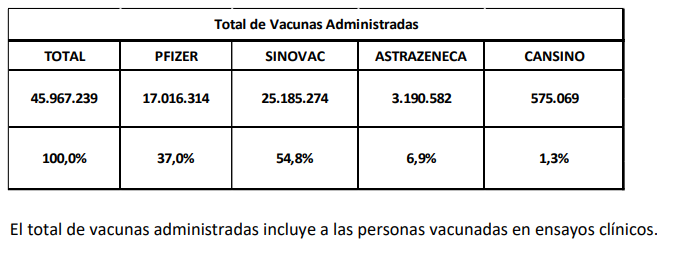 Total de Vacunas Administradas
TOTAL PFIZER SINOVAC ASTRAZENECA CANSINO
45.967.239 17.016.314 25.185.274 3.190.582 575.069
100,0% 37,0% 54,8% 6,9% 1,3%
El total de vacunas administradas incluye a las personas vacunadas en ensayos clínicos.